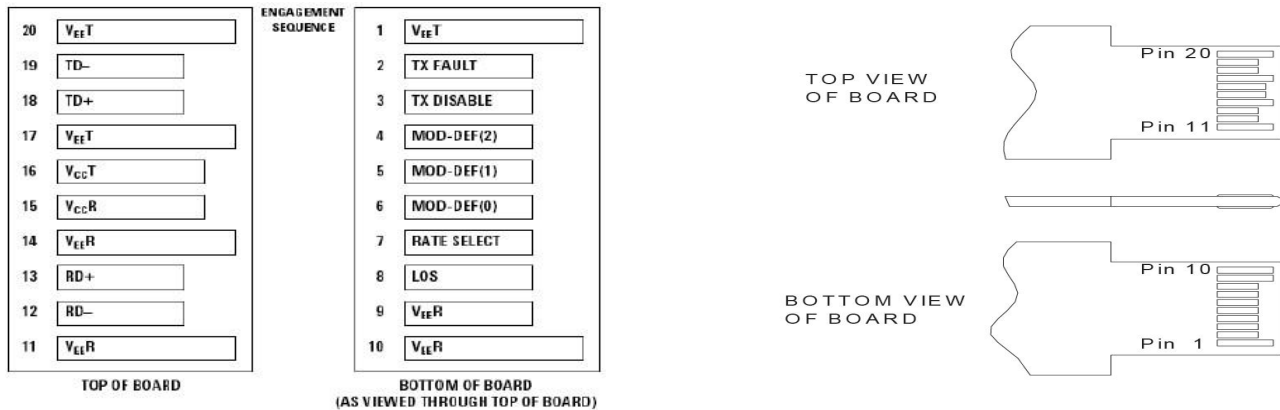 ENGAGEMENT
SEQUENCE
20 VEET
19 TD–
18 TD+
17 VEET
16 VCCT
15 VCCR
14 VEER
13 RD+
12 RD–
11 VEER
TOP OF BOARD
1 VEET
2 TX FAULT
3 TX DISABLE
4 MOD-DEF(2)
5 MOD-DEF(1)
6 MOD-DEF(0)
7 RATE SELECT
8 LOS
9 VEER
10 VEER
BOTTOM OF BOARD
(AS VIEWED THROUGH TOP OF BOARD)
TOP VIEW
OF BOARD
Pin 20
Pin 11
BOTTOM VIEW
OF BOARD
Pin 10
Pin 1